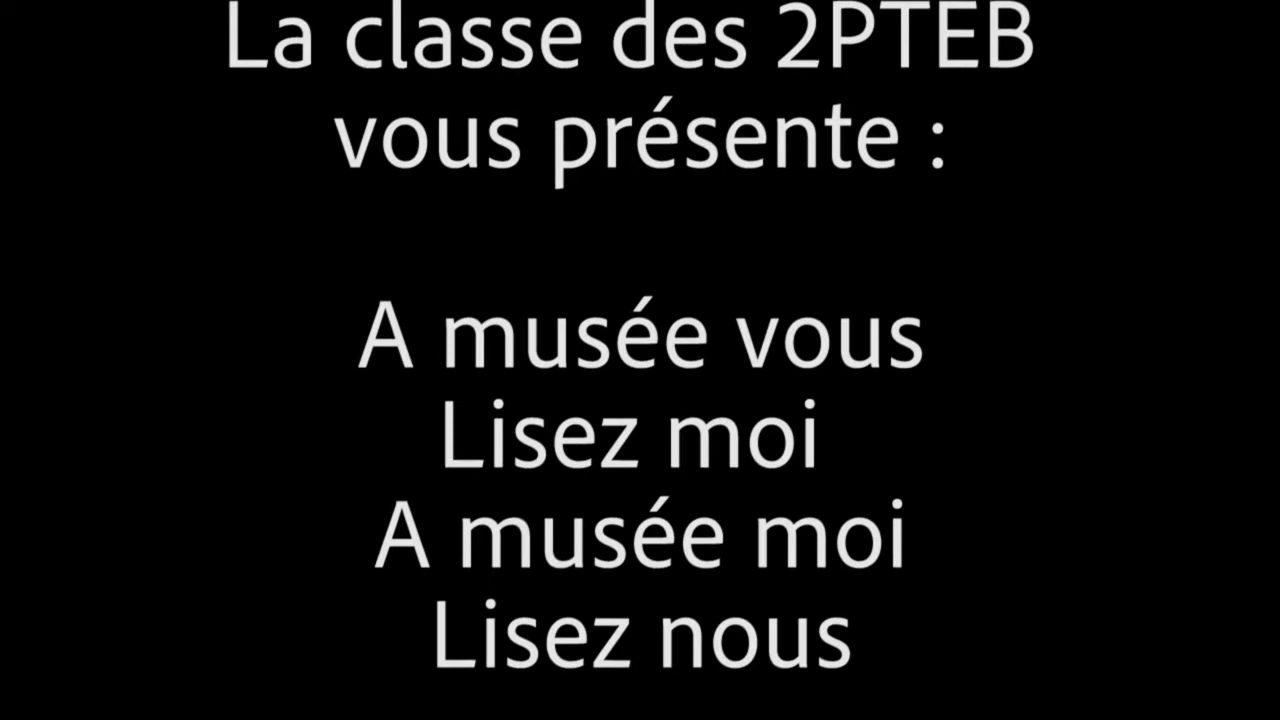 La classe des 2PTEB
vous présente :
A musée vous
Lisez moi
A musée moi
Lisez nous